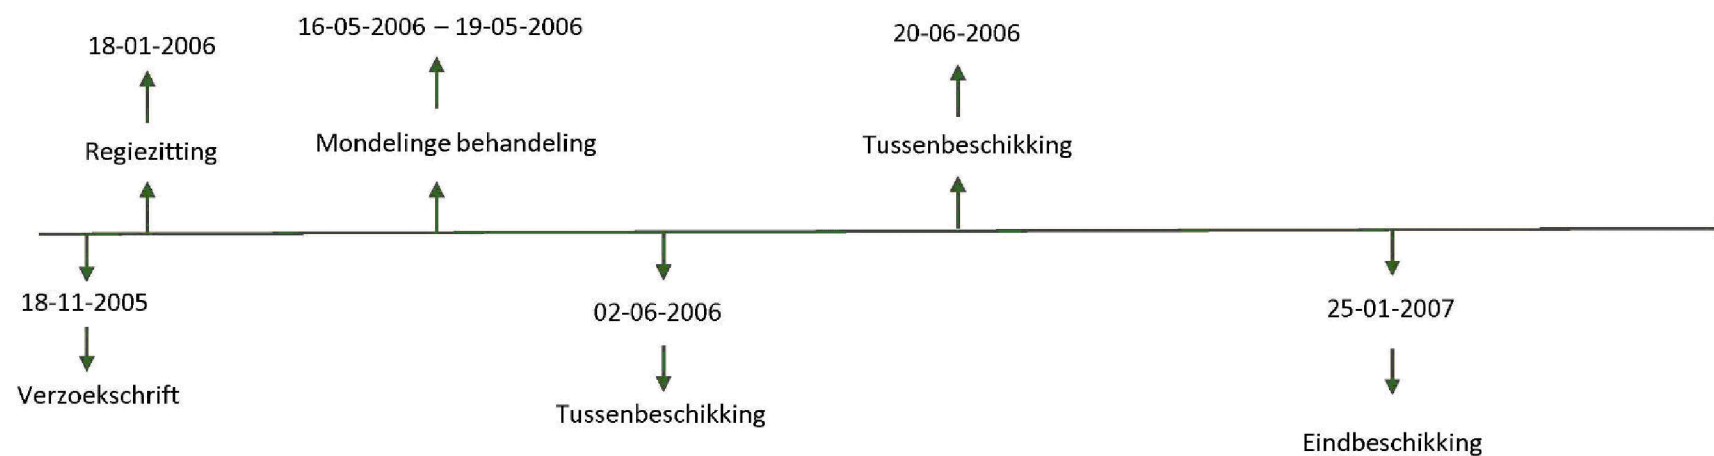 18-01-2006
Regiezitting
16-05-2006 – 19-05-2006
Mondelinge behandeling
20-06-2006
Tussenbeschikking
18-11-2005
Verzoekschrift
02-06-2006
Tussenbeschikking
25-01-2007
Eindbeschikking